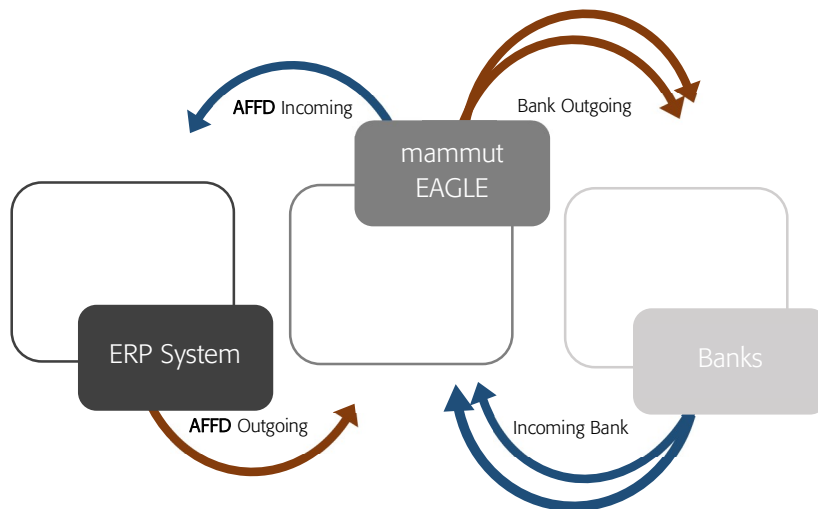 AFFD Incoming
Bank Outgoing
mammut
EAGLE
ERP System
Banks
AFFD Outgoing
Incoming Bank